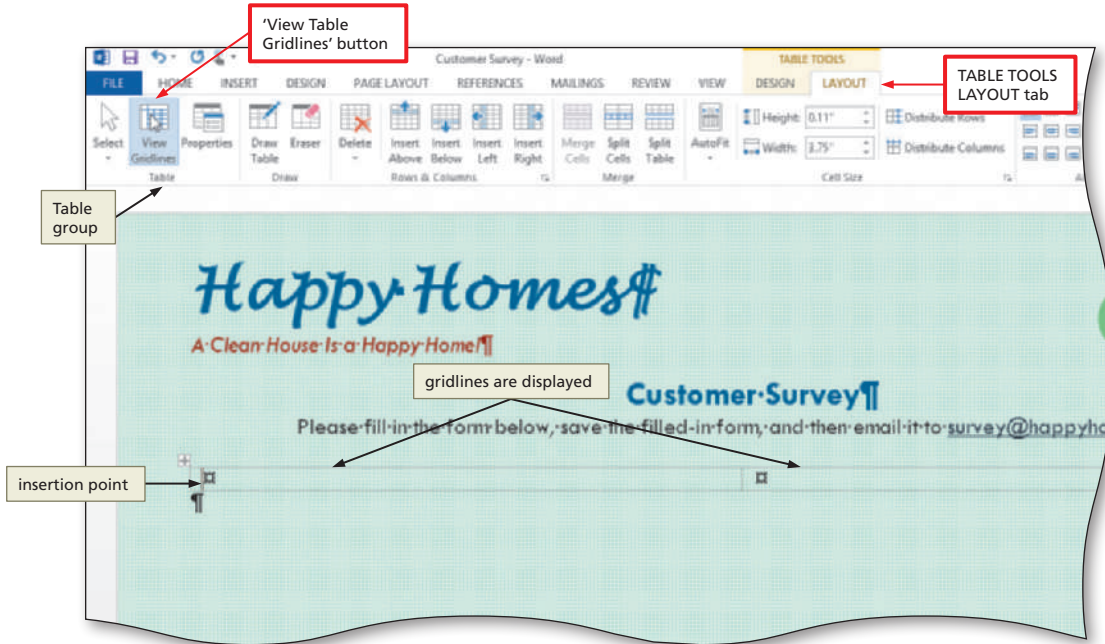 'View Table
Gridlines' button
Customer Survey - Word
TABLE TOOLS
FILE HOME INSERT DESIGN PAGE LAYOUT REFERENCES MAILINGS REVIEW VIEW DESIGN LAYOUT
TABLE TOOLS
LAYOUT tab
Select
View
Gridlines
Properties
Draw
Table
Eraser
Delete
Insert
Above
Insert
Below
Insert
Left
Insert
Right
Merge
Cells
Split
Cells
Split
Table
AutoFit
Height: 0.11"
Width: 3.75"
Distribute Rows
Distribute Columns
Table
Draw
Rows & Columns
Merge
Cell Size
Table
group
Happy·Homes¶
A·Clean·House·Is·a·Happy·Home!¶
gridlines are displayed
Customer·Survey¶
Please·fill·in·the·form·below,·save·the·filled-in·form,·and·then·email·it·to·survey@happyho
insertion point
¤ ¤
¶